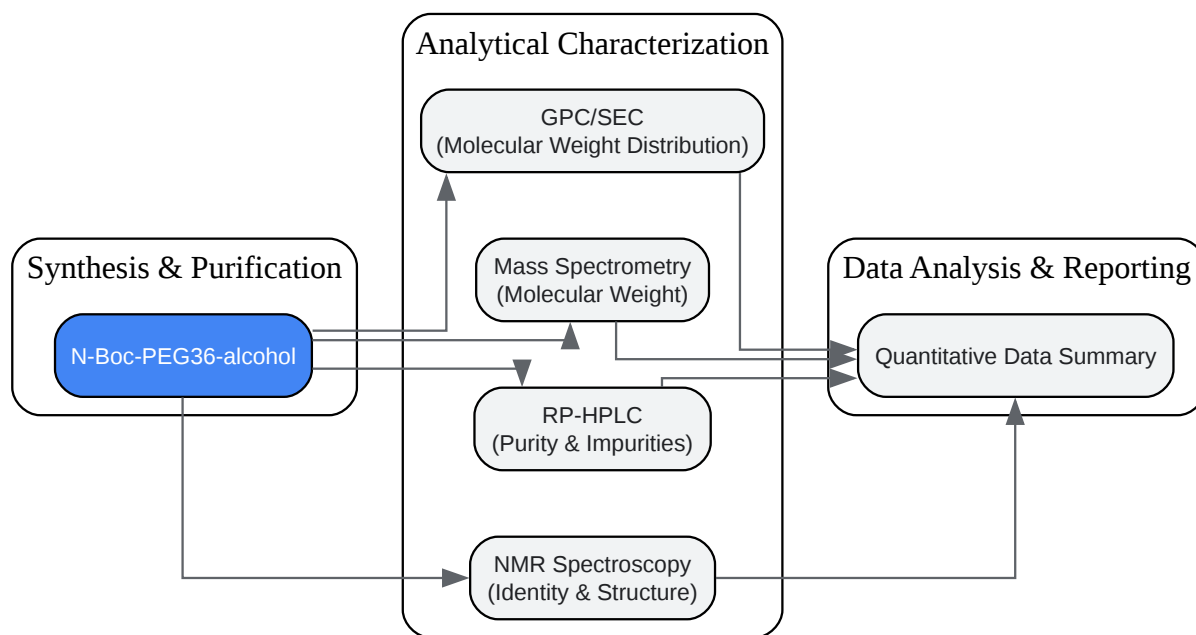 Synthesis & Purification
N-Boc-PEG36-alcohol
Analytical Characterization
GPC/SEC
(Molecular Weight Distribution)
Mass Spectrometry
(Molecular Weight)
RP-HPLC
(Purity & Impurities)
NMR Spectroscopy
(Identity & Structure)
Data Analysis & Reporting
Quantitative Data Summary